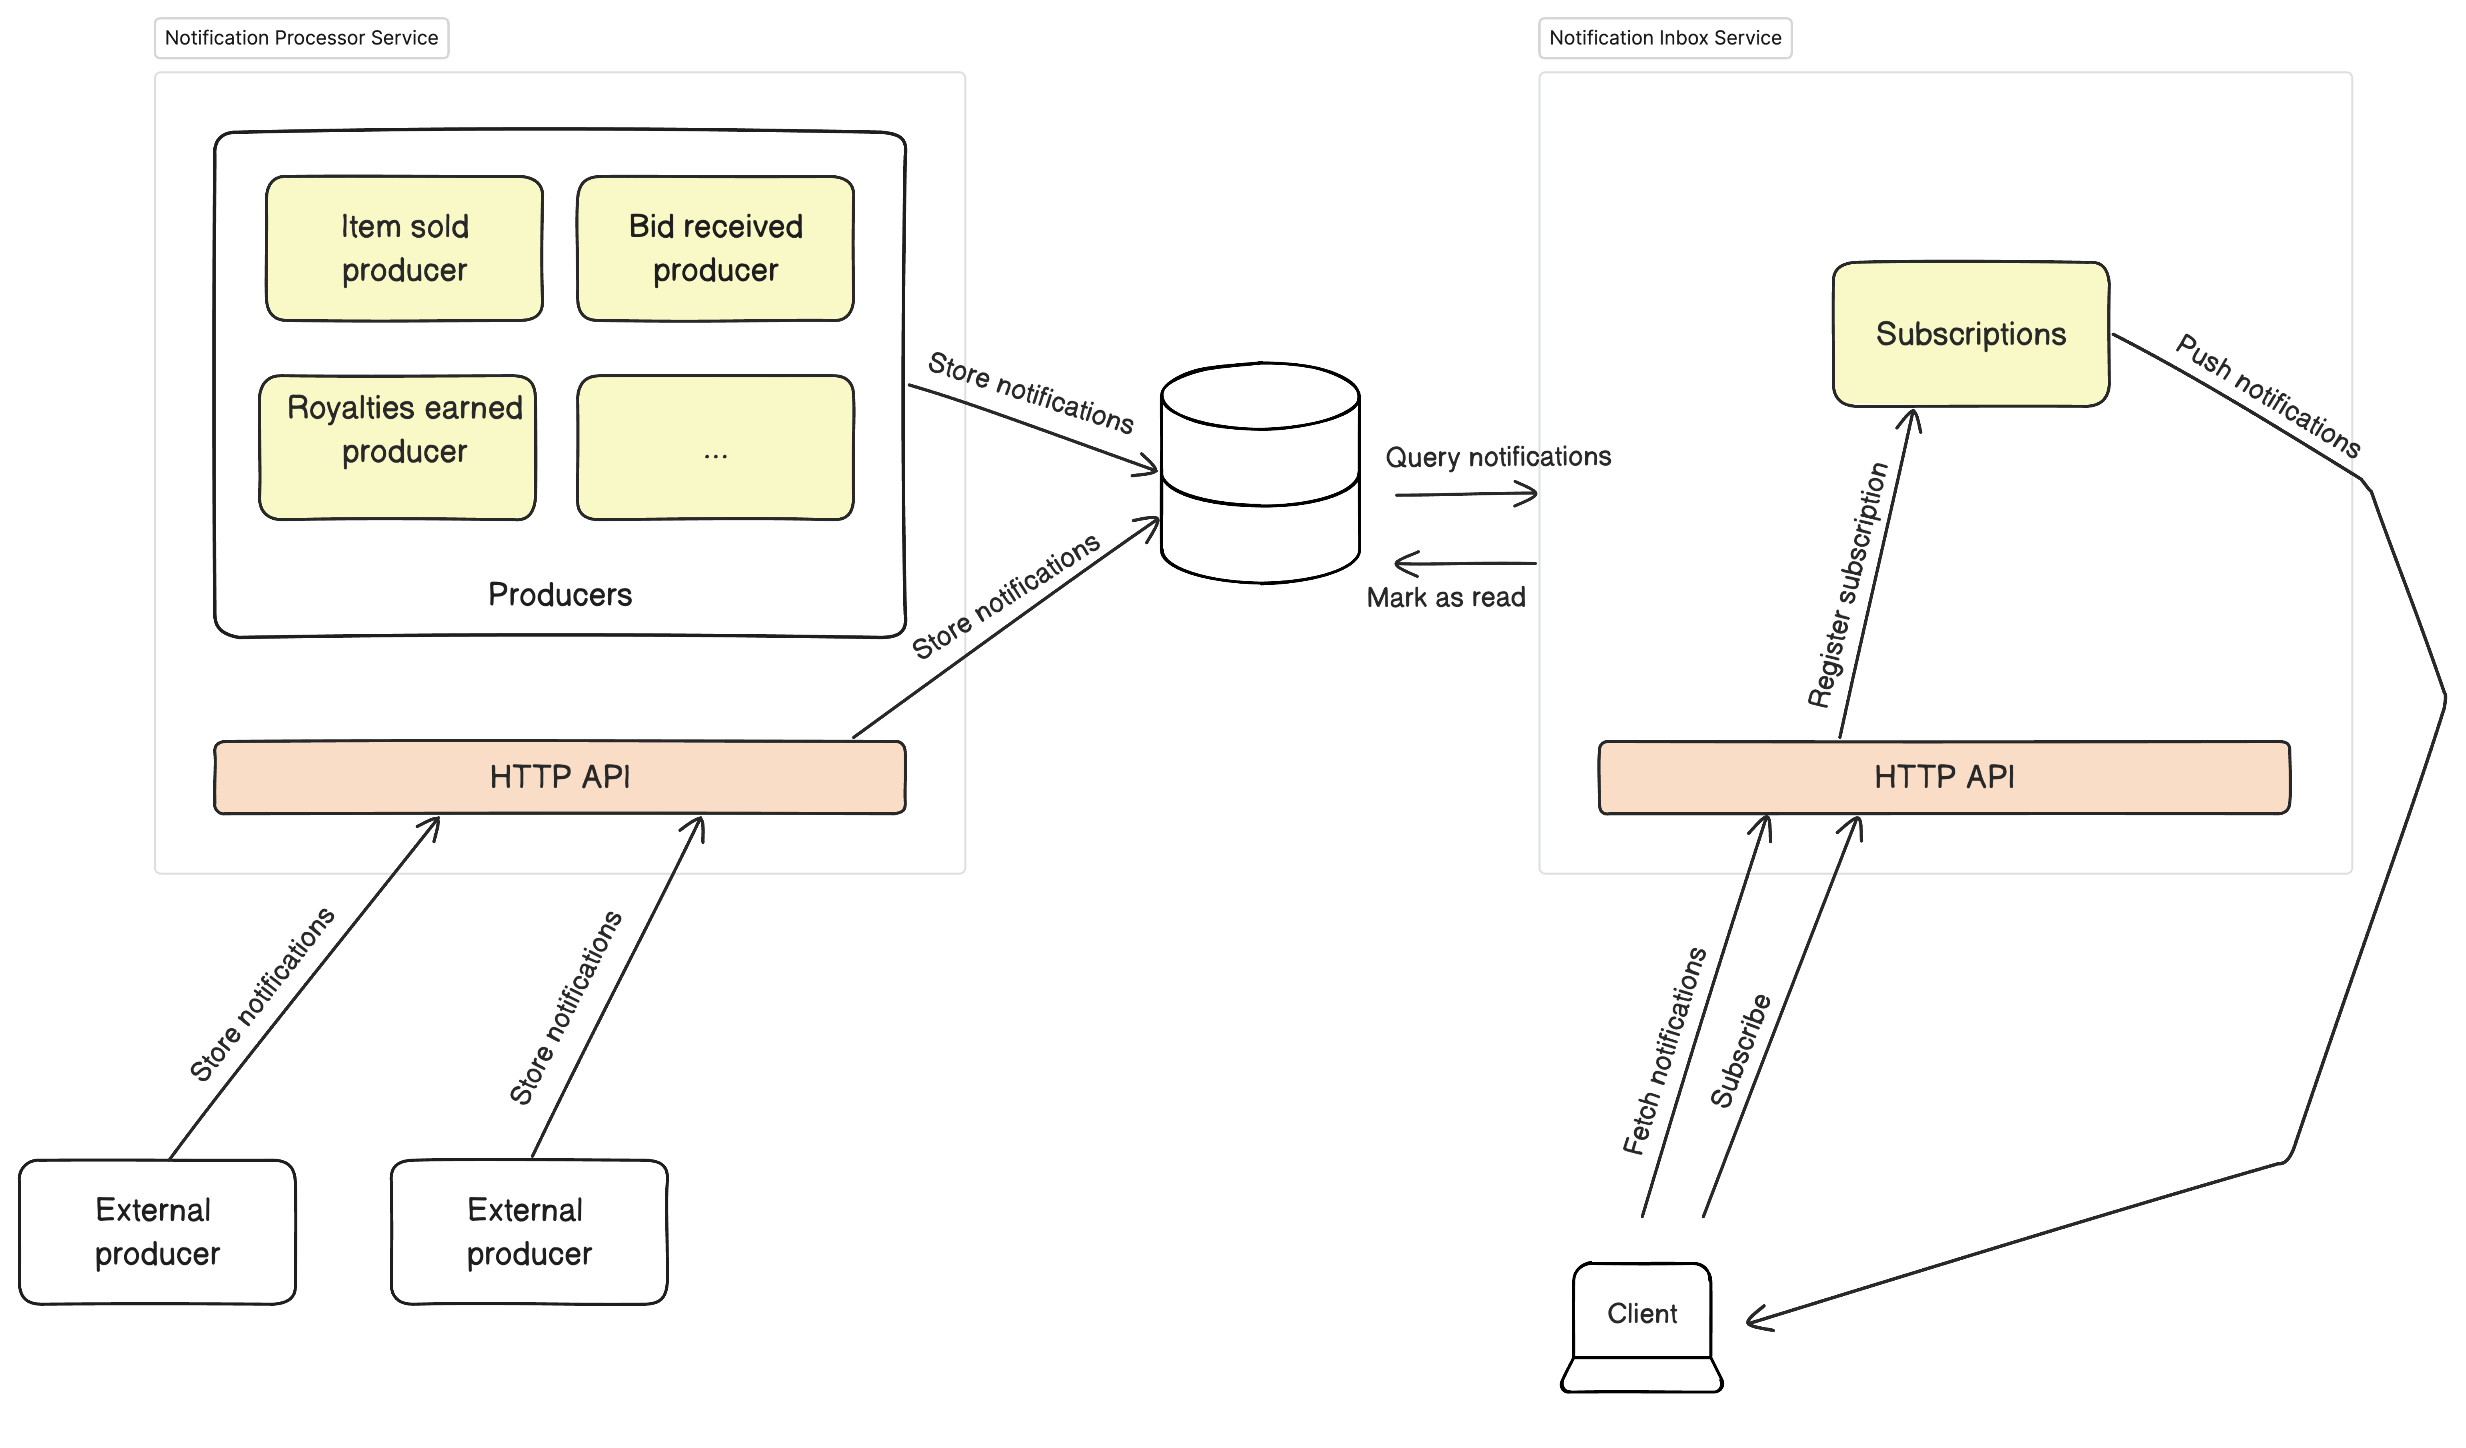 Notification Processor Service
Item sold
producer
Bid received
producer
Royalties earned
producer
...
Producers
HTTP API
Store notifications
Store notifications
Store notifications
Store notifications
External
producer
External
producer
Query notifications
Mark as read
Notification Inbox Service
Subscriptions
Push notifications
Register subscription
HTTP API
Fetch notifications
Subscribe
Client